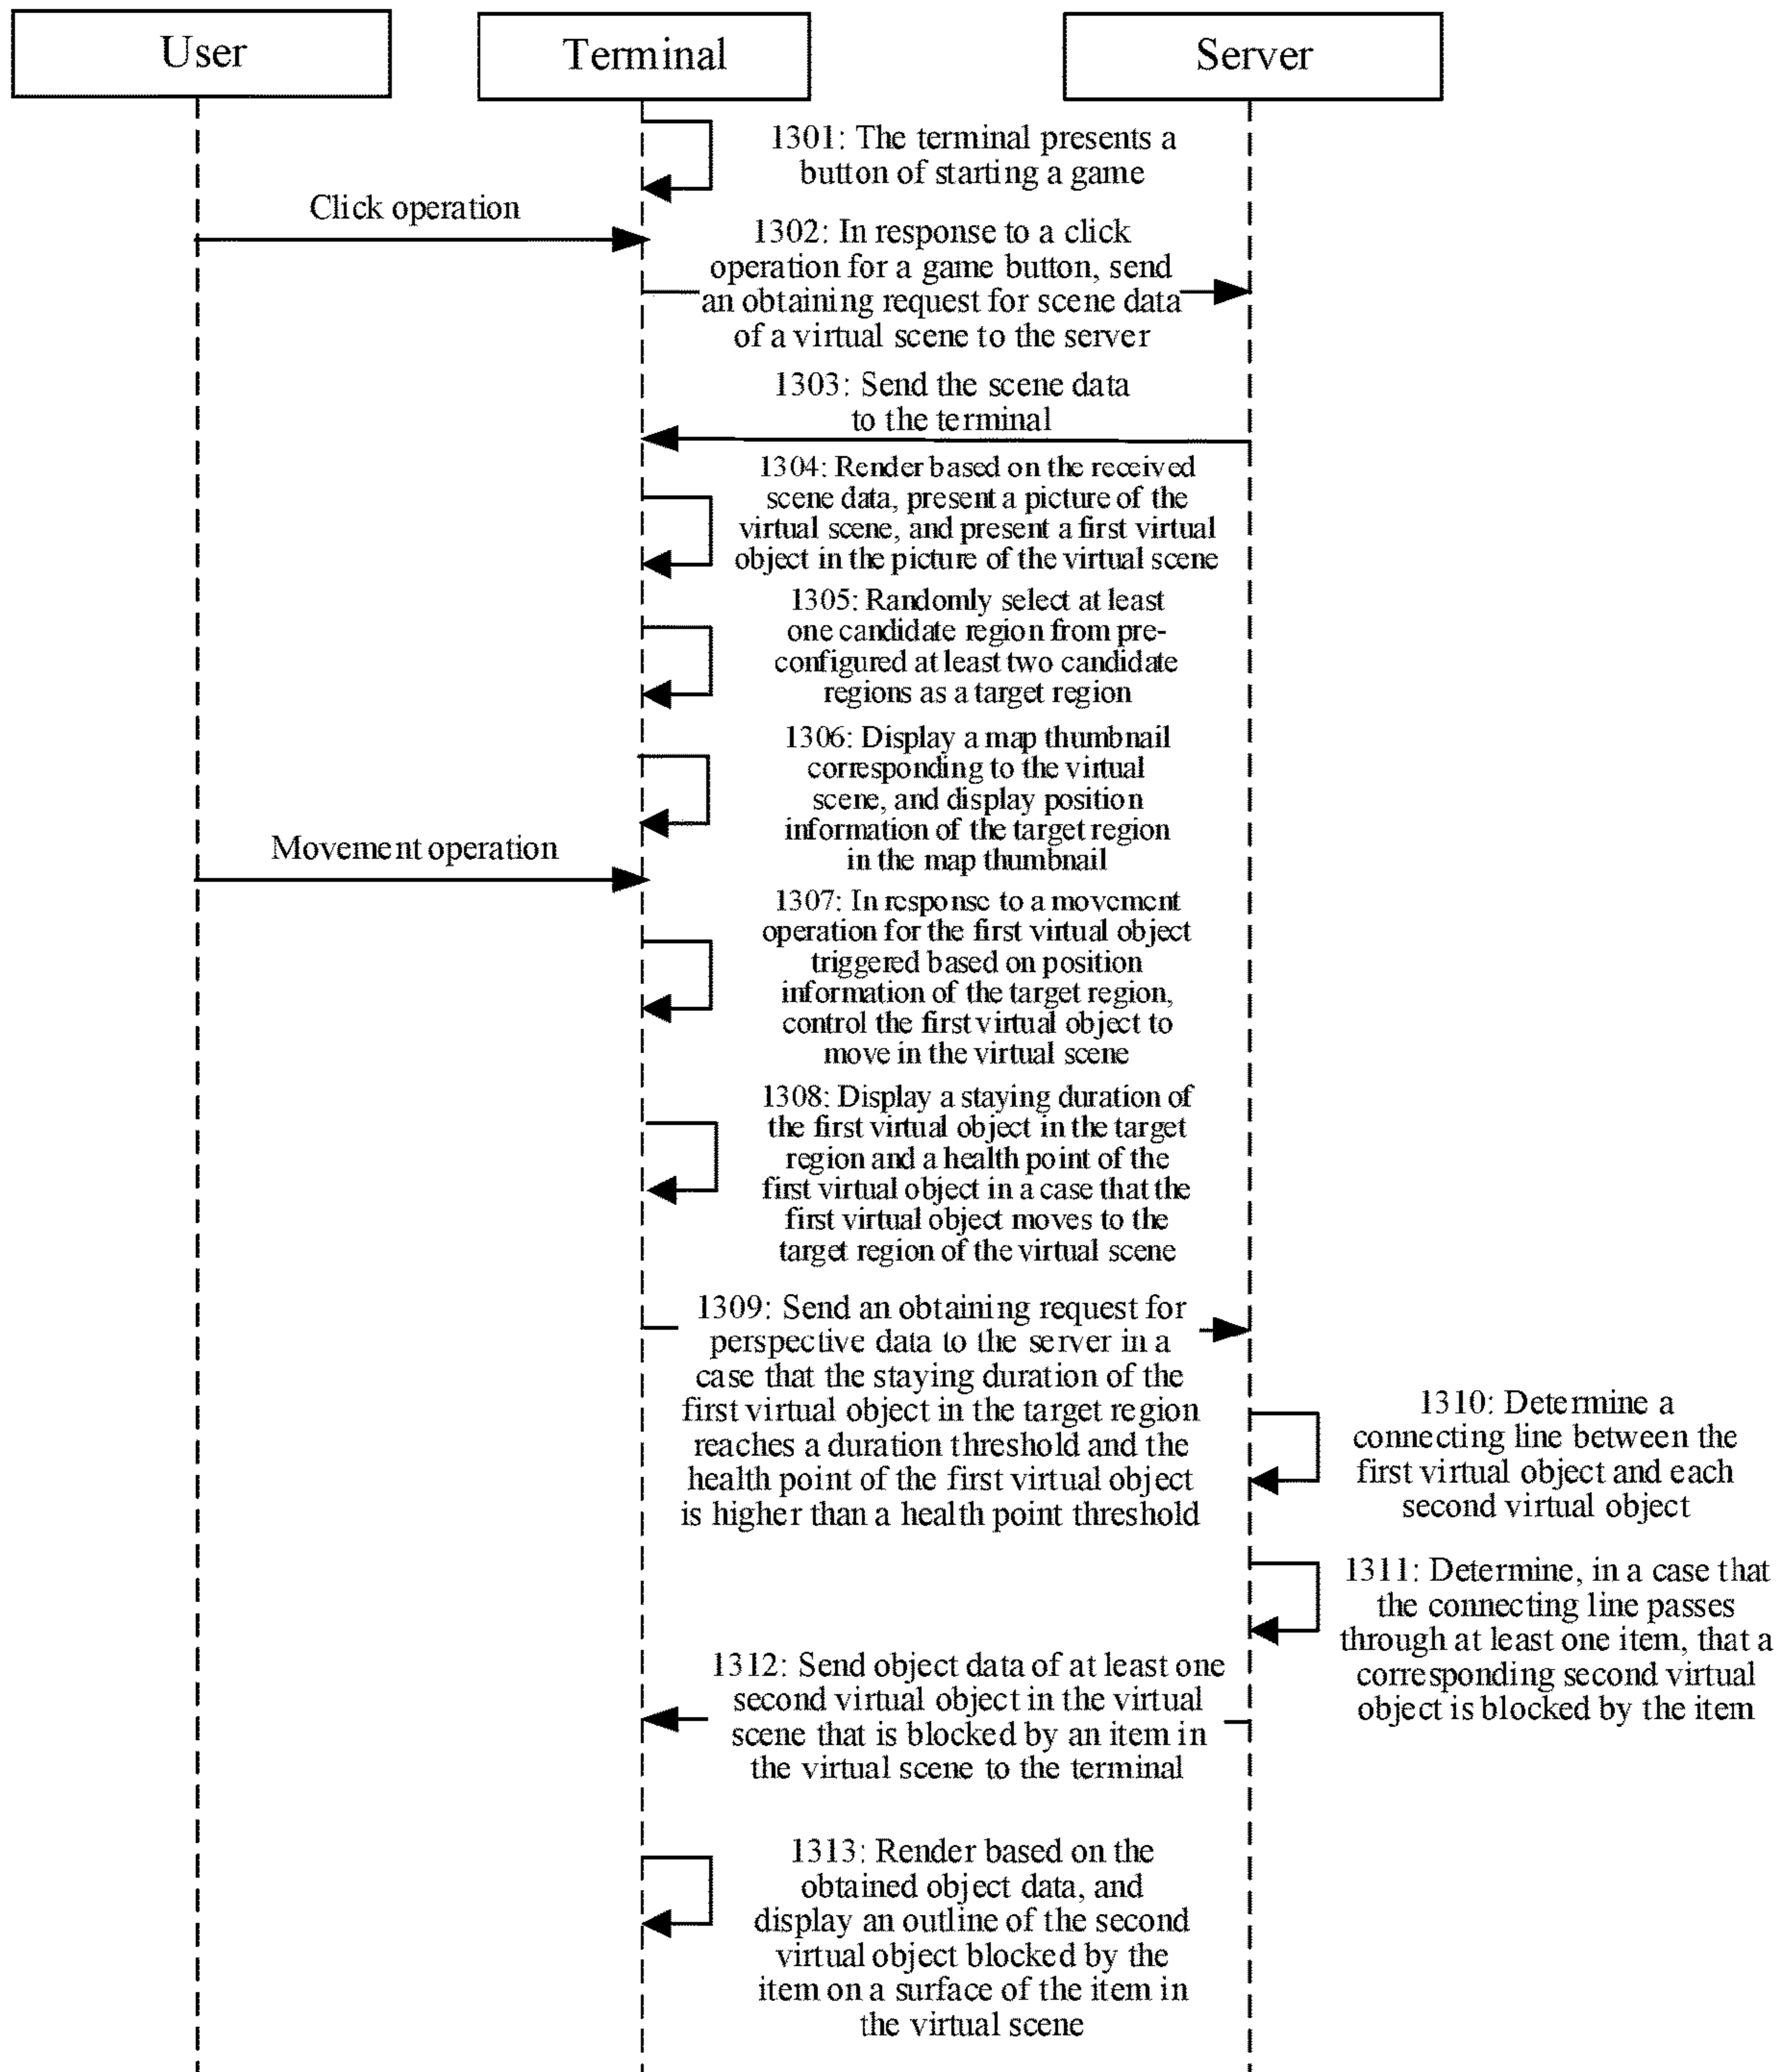 User
Terminal
Server
1301: The terminal presents a
button of starting a game
Click operation
1302: In response to a click
operation for a game button, send
an obtaining request for scene data
of a virtual scene to the server
1303: Send the scene data
to the terminal
1304: Render based on the received
scene data, present a picture of the
virtual scene, and present a first virtual
object in the picture of the virtual scene
1305: Randomly select at least
one candidate region from pre-
configured at least two candidate
regions as a target region
1306: Display a map thumbnail
corresponding to the virtual
scene, and display position
information of the target region
in the map thumbnail
Movement operation
1307: In response to a movement
operation for the first virtual object
triggered based on position
information of the target region,
control the first virtual object to
move in the virtual scene
1308: Display a staying duration of
the first virtual object in the target
region and a health point of the
first virtual object in a case that the
first virtual object moves to the
target region of the virtual scene
1309: Send an obtaining request for
perspective data to the server in a
case that the staying duration of the
first virtual object in the target region
reaches a duration threshold and the
health point of the first virtual object
is higher than a health point threshold
1310: Determine a
connecting line between the
first virtual object and each
second virtual object
1311: Determine, in a case that
the connecting line passes
through at least one item, that a
corresponding second virtual
object is blocked by the item
1312: Send object data of at least one
second virtual object in the virtual
scene that is blocked by an item in
the virtual scene to the terminal
1313: Render based on the
obtained object data, and
display an outline of the second
virtual object blocked by the
item on a surface of the item in
the virtual scene